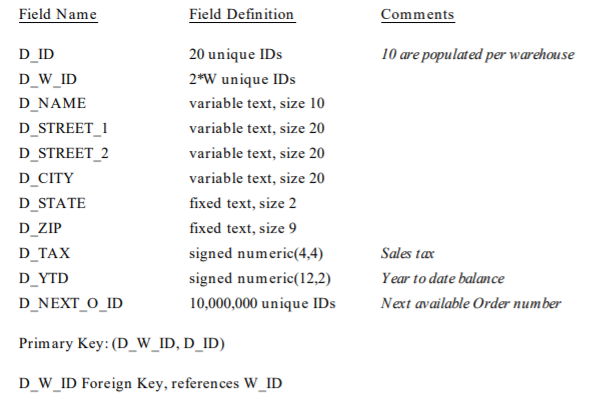 Field Name Field Definition Comments
D_ID 20 unique IDs 10 are populated per warehouse
D_W_ID 2*W unique IDs
D_NAME variable text, size 10
D_STREET_1 variable text, size 20
D_STREET_2 variable text, size 20
D_CITY variable text, size 20
D_STATE fixed text, size 2
D_ZIP fixed text, size 9
D_TAX signed numeric(4,4) Sales tax
D_YTD signed numeric(12,2) Year to date balance
D_NEXT_O_ID 10,000,000 unique IDs Next available Order number
Primary Key: (D_W_ID, D_ID)
D_W_ID Foreign Key, references W_ID